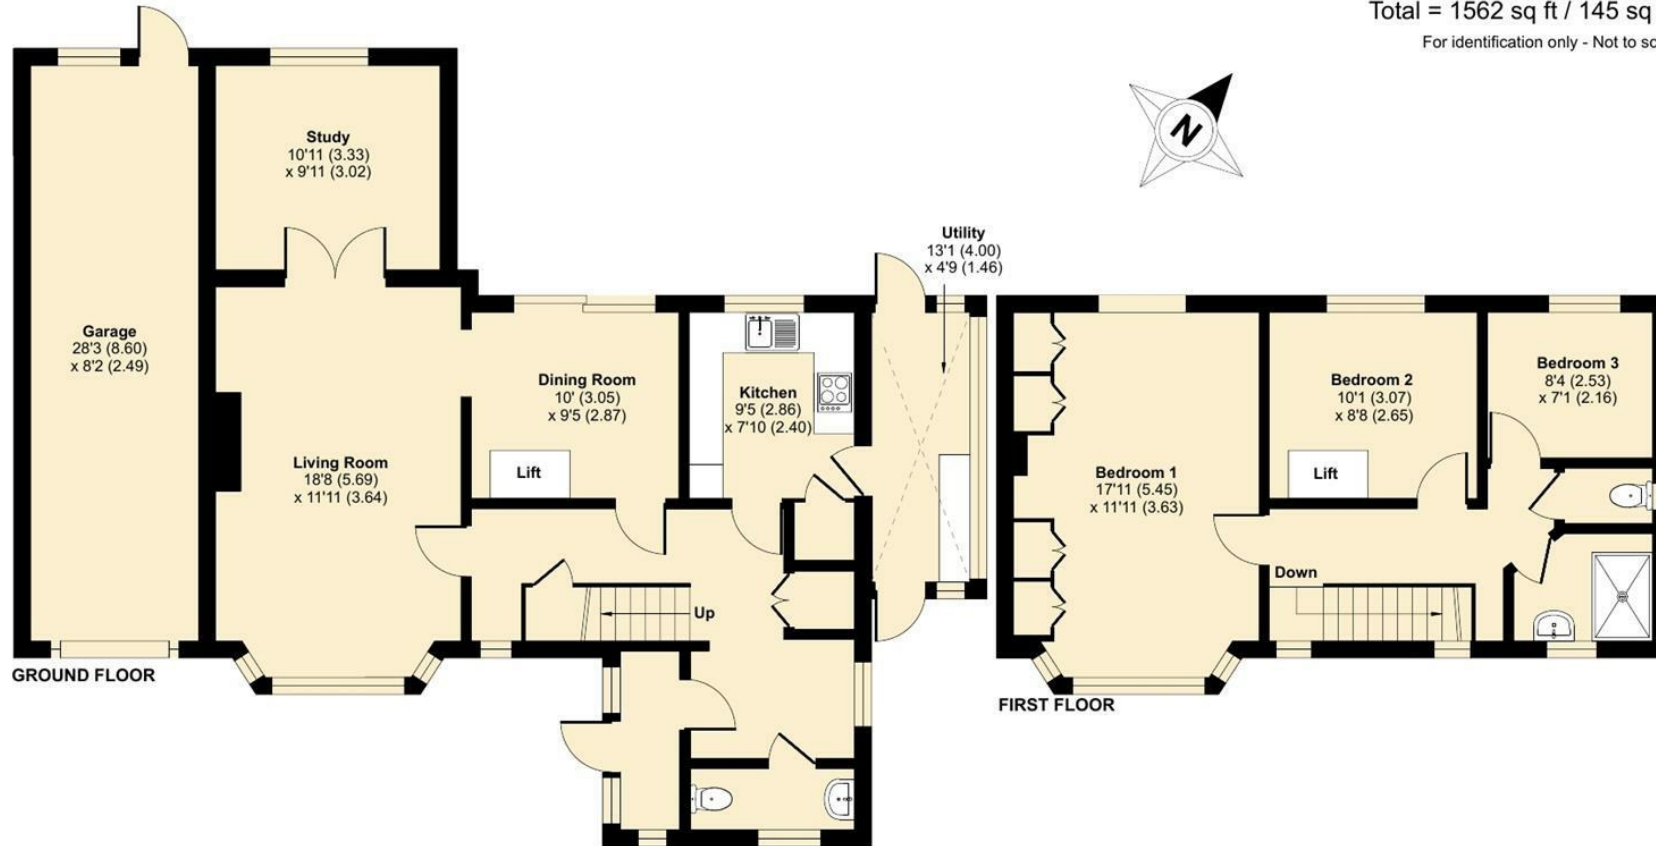 Total = 1562 sq ft / 145 sq
For identification only - Not to sc
N
Study
10'11 (3.33)
x 9'11 (3.02)
Utility
13'1 (4.00)
x 4'9 (1.46)
Garage
28'3 (8.60)
x 8'2 (2.49)
Dining Room
10' (3.05)
x 9'5 (2.87)
Lift
Kitchen
9'5 (2.86)
x 7'10 (2.40)
Living Room
18'8 (5.69)
x 11'11 (3.64)
Up
GROUND FLOOR
Bedroom 1
17'11 (5.45)
x 11'11 (3.63)
Bedroom 2
10'1 (3.07)
x 8'8 (2.65)
Lift
Bedroom 3
8'4 (2.53)
x 7'1 (2.16)
Down
FIRST FLOOR